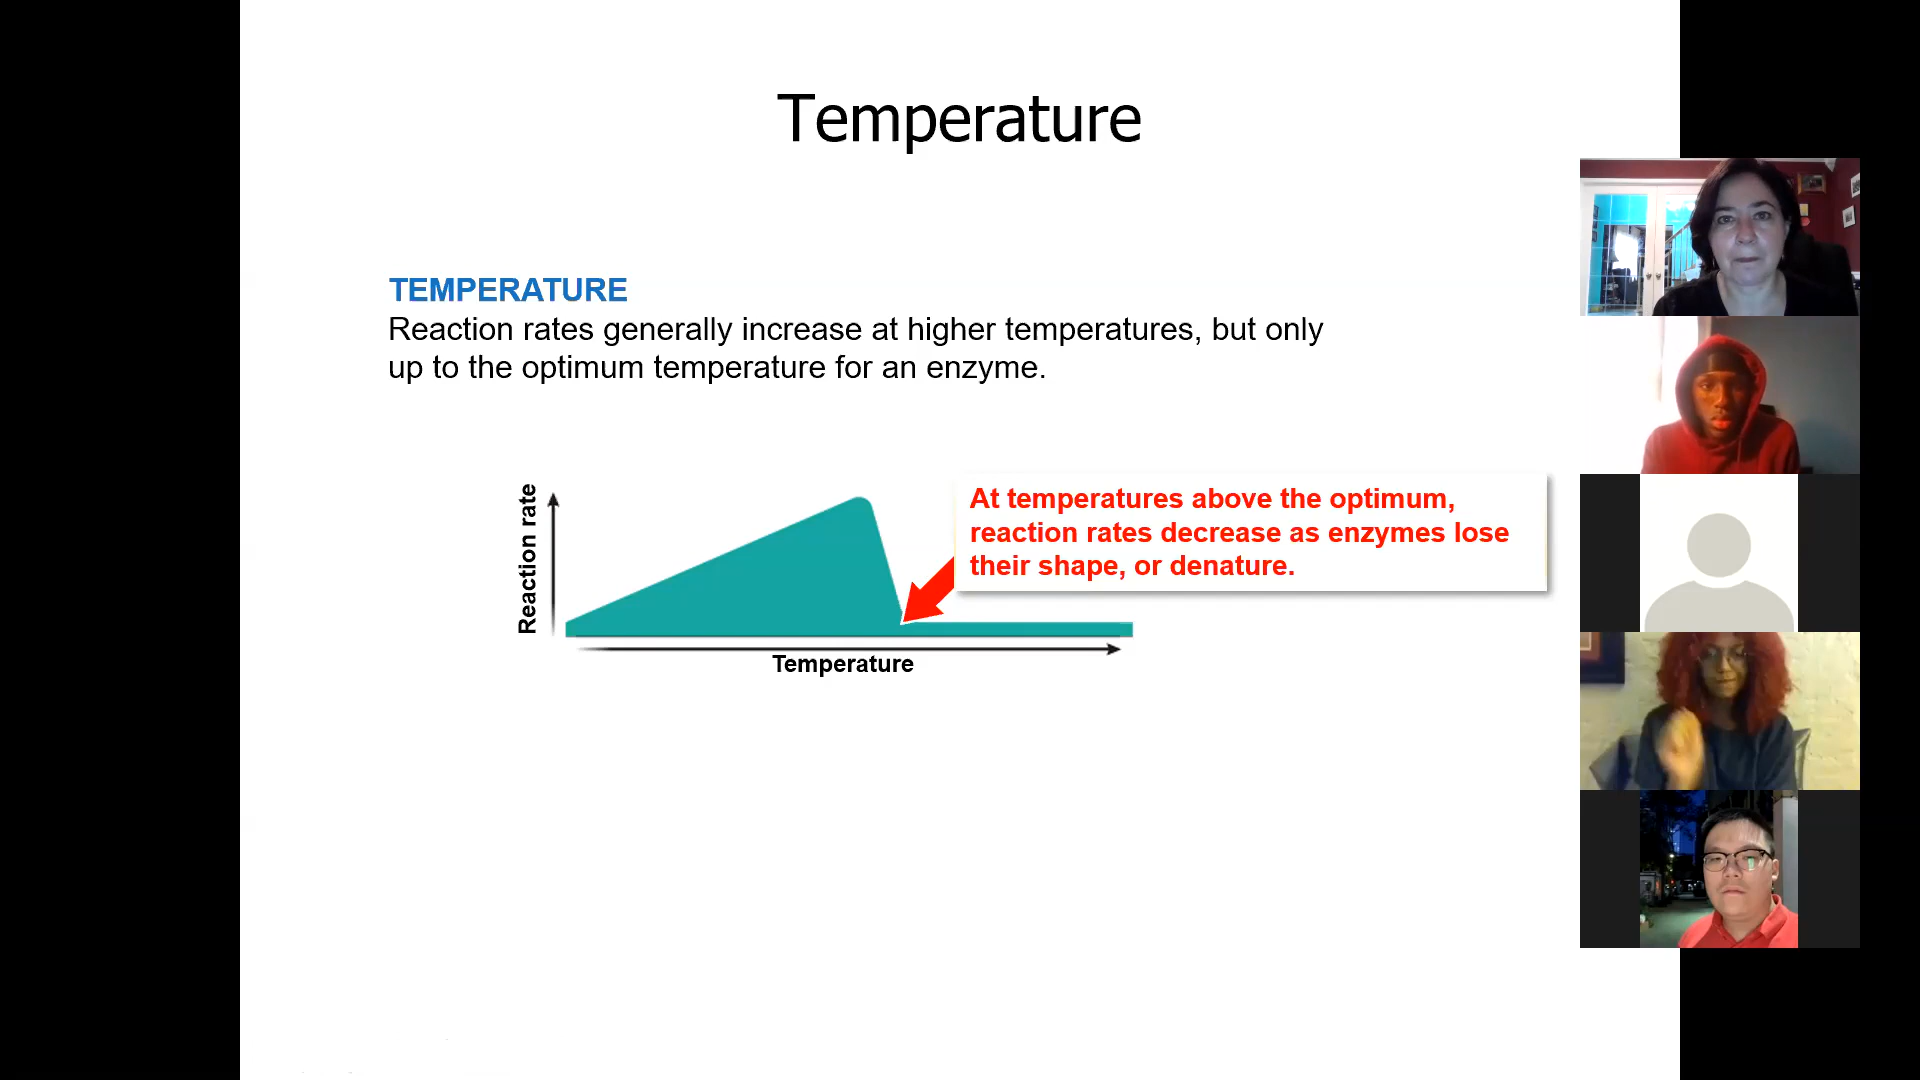 Temperature
TEMPERATURE
Reaction rates generally increase at higher temperatures, but only
up to the optimum temperature for an enzyme.
Reaction rate
At temperatures above the optimum,
reaction rates decrease as enzymes lose
their shape, or denature.
Temperature